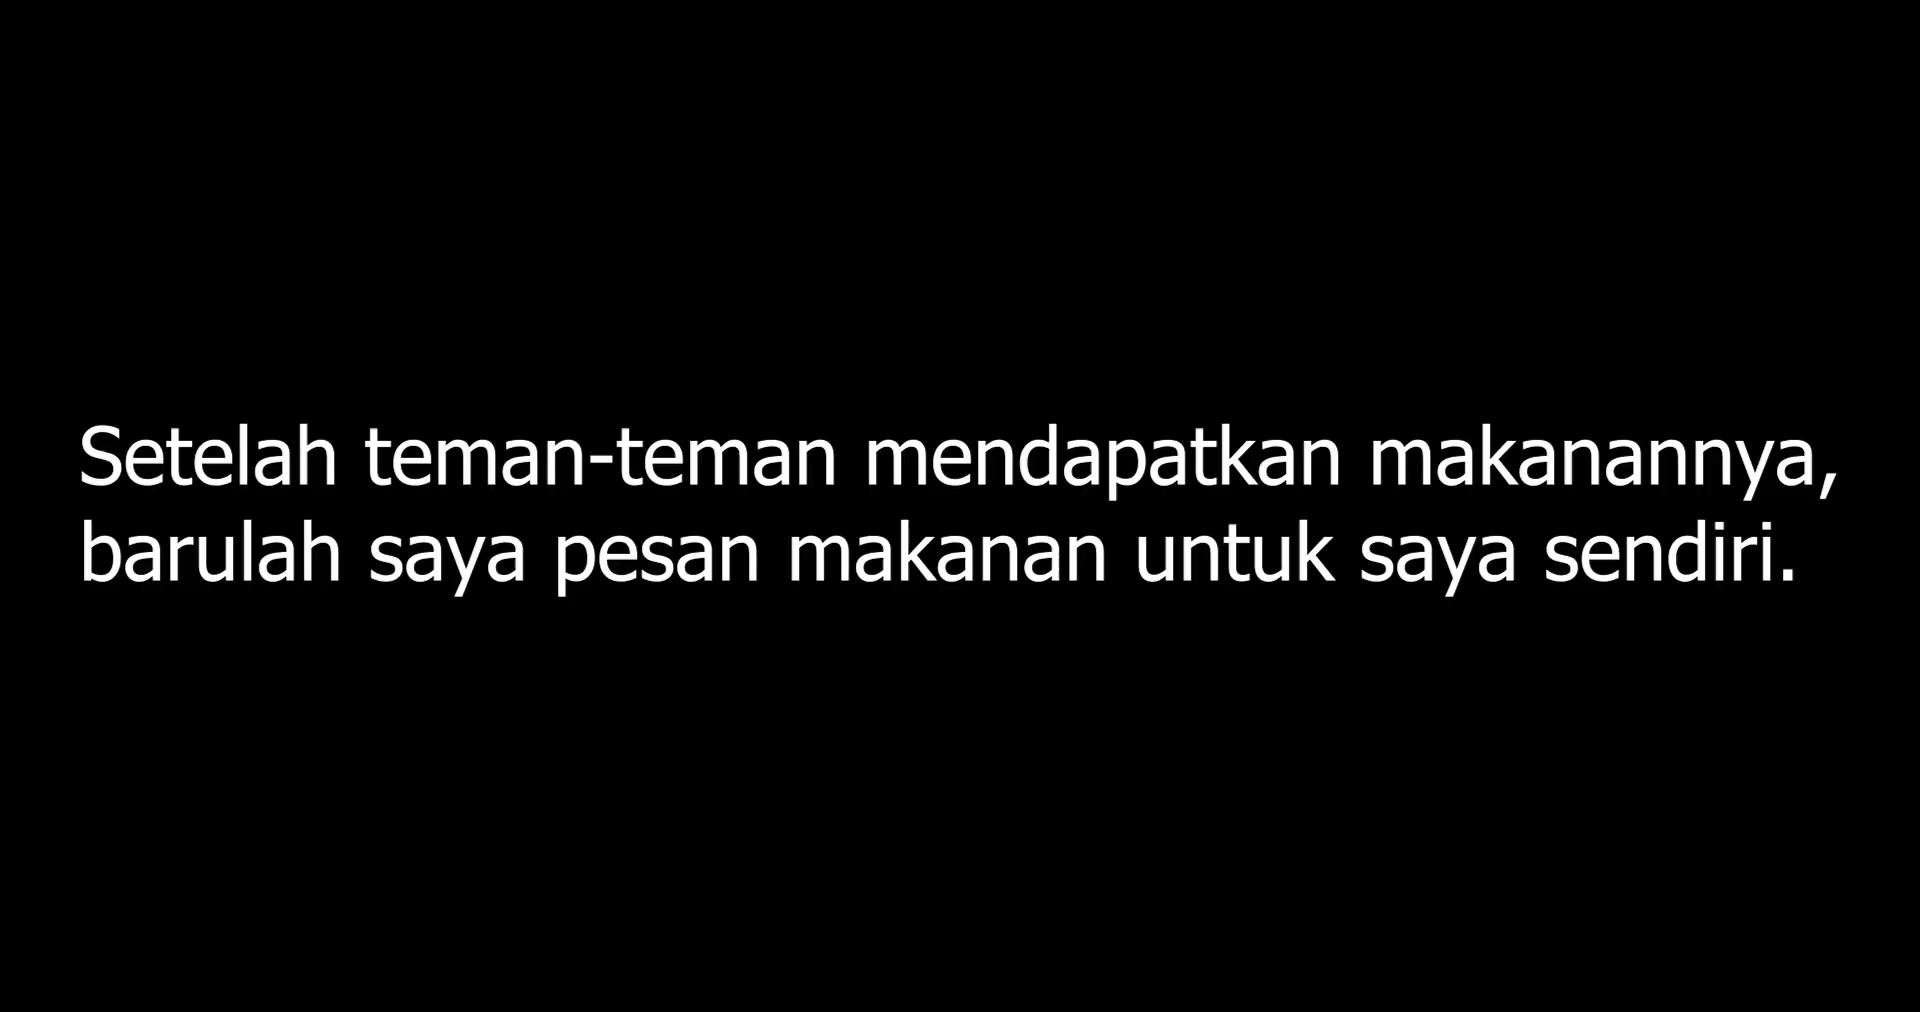 Setelah teman-teman mendapatkan makanannya,
barulah saya pesan makanan untuk saya sendiri.